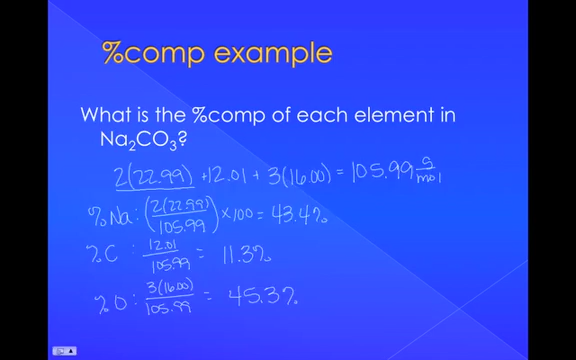 %comp example
What is the %comp of each element in
Na₂CO₃?
2(22.99) + 12.01 + 3(16.00) = 105.99 g/mol
%Na: (2(22.99)/105.99) × 100 = 43.4%
%C : 12.01/105.99 = 11.3%
%O : 3(16.00)/105.99 = 45.3%